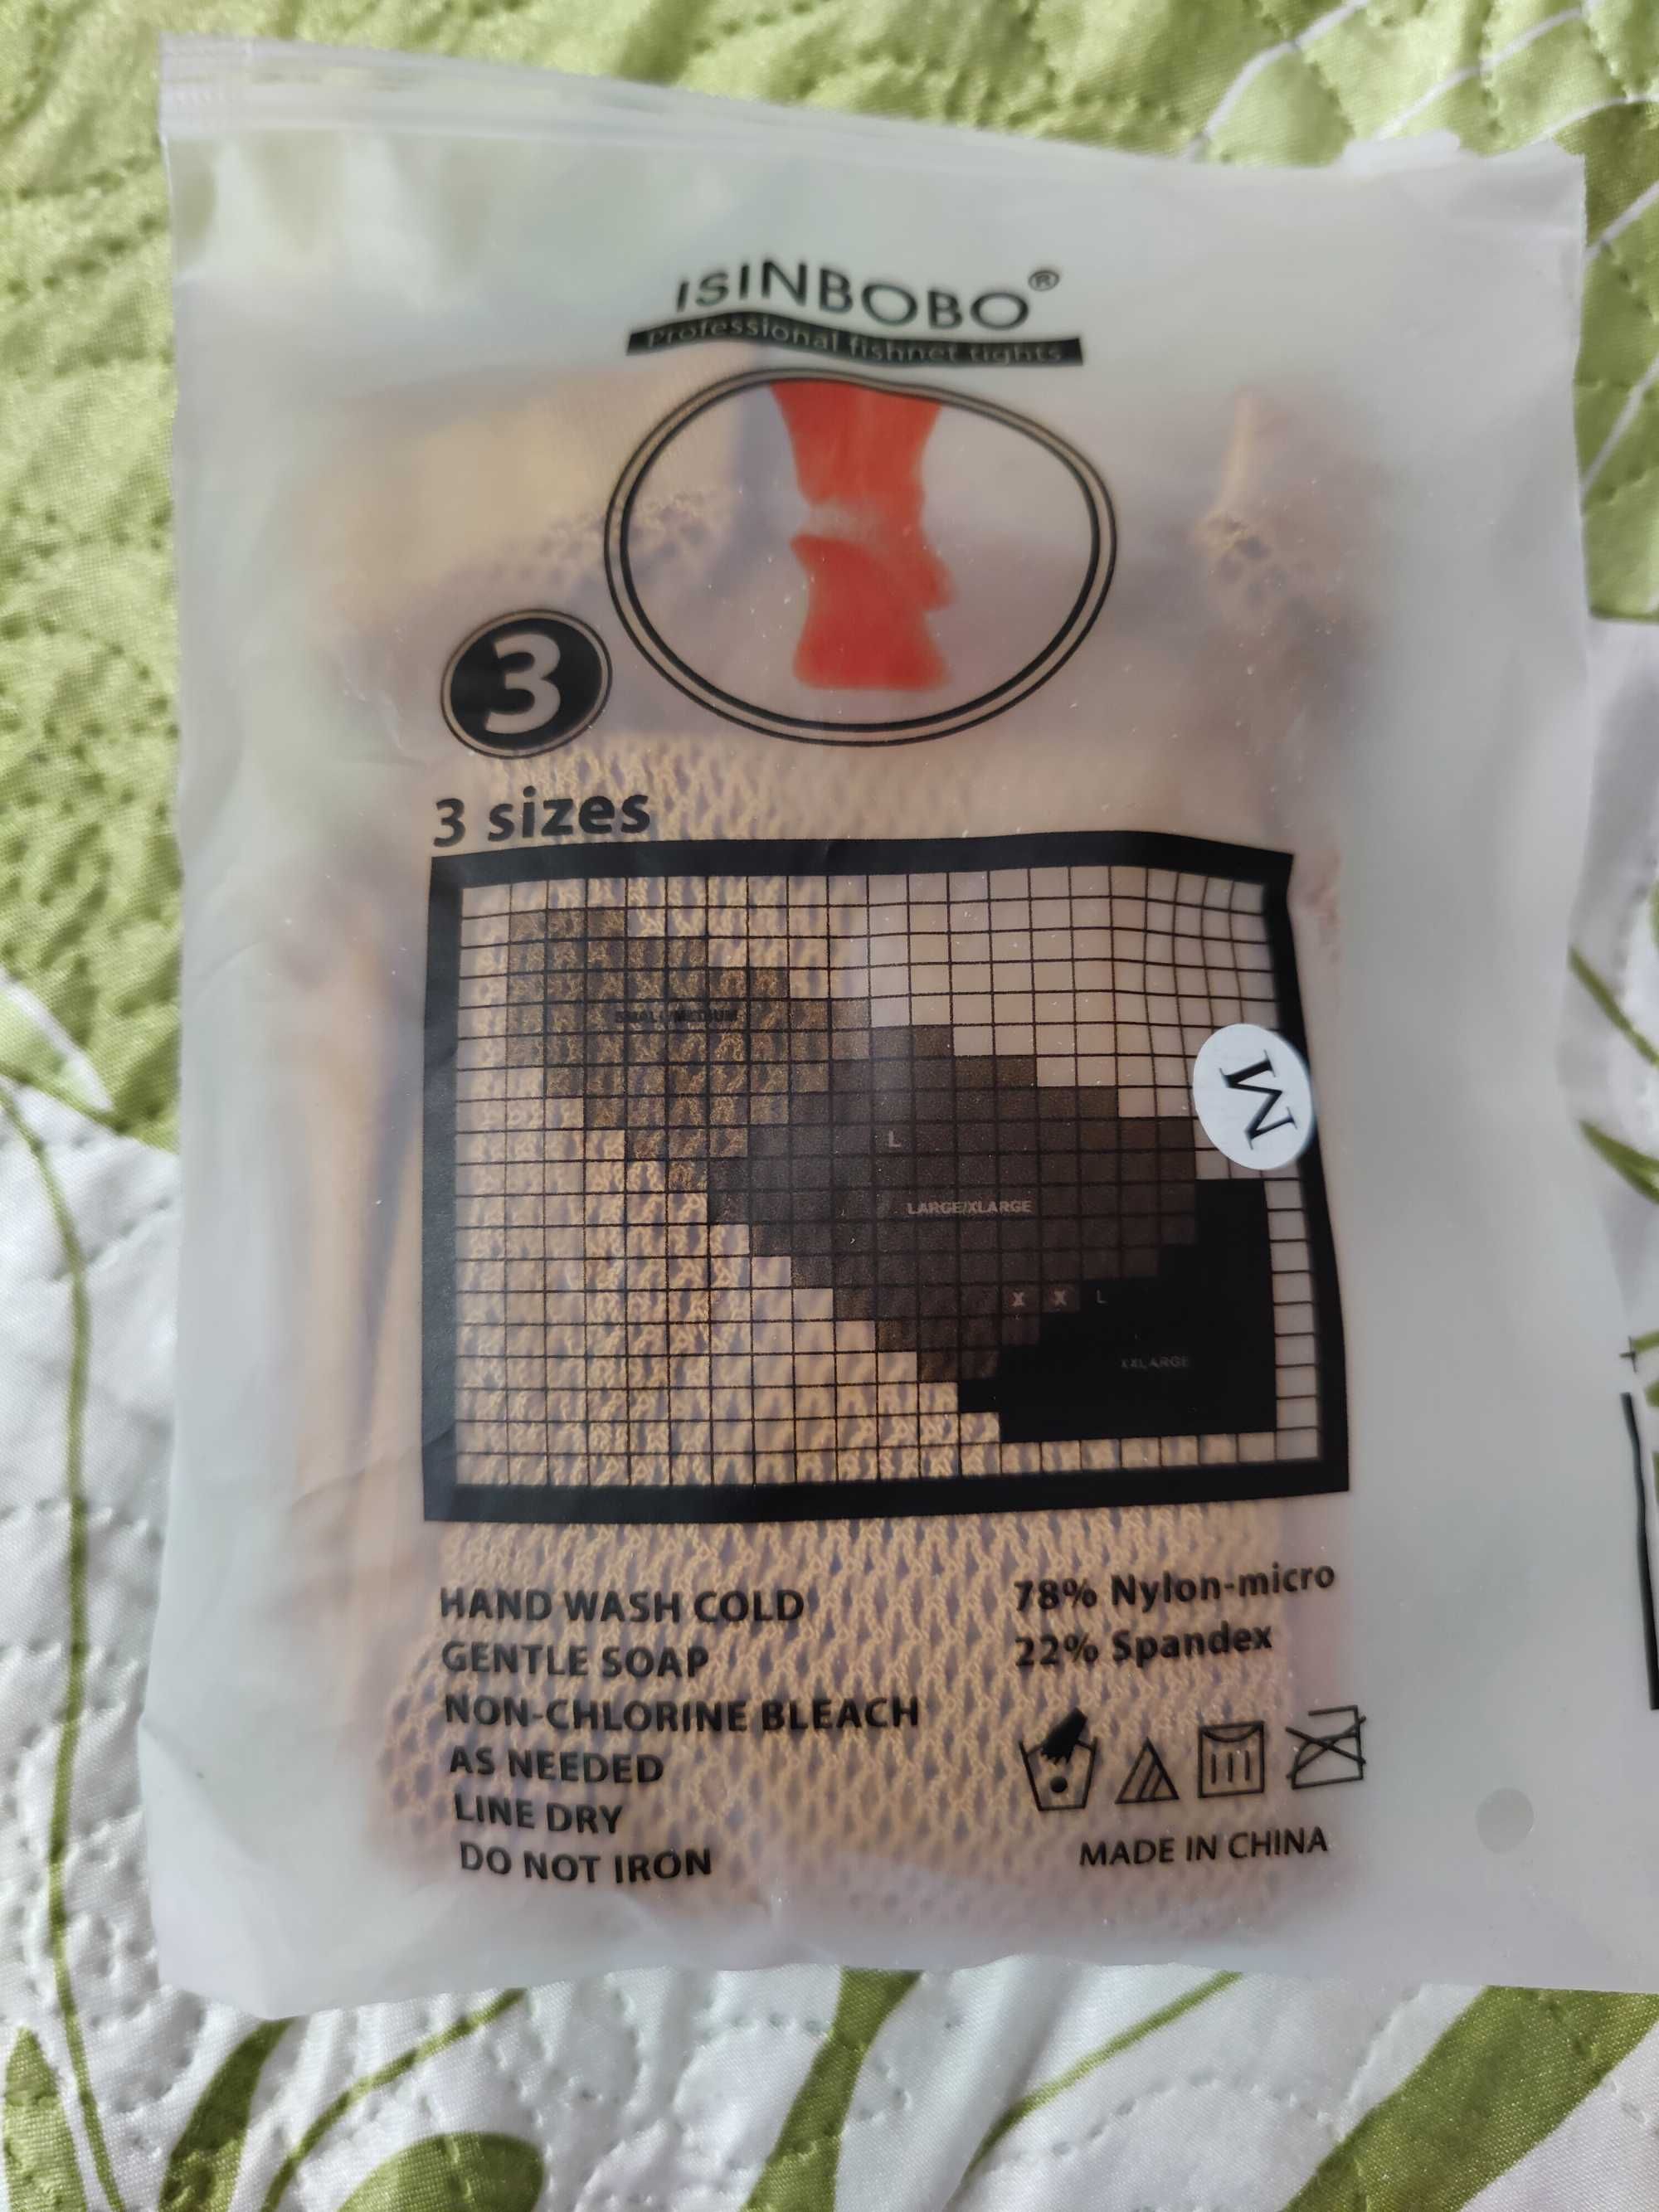 ISINBOBO®
Professional fishnet tights
3
3 sizes
SMALL/MEDIUM
L
LARGE/XLARGE
X X L
XXLARGE
M
HAND WASH COLD
GENTLE SOAP
NON-CHLORINE BLEACH
AS NEEDED
LINE DRY
DO NOT IRON
78% Nylon-micro
22% Spandex
MADE IN CHINA